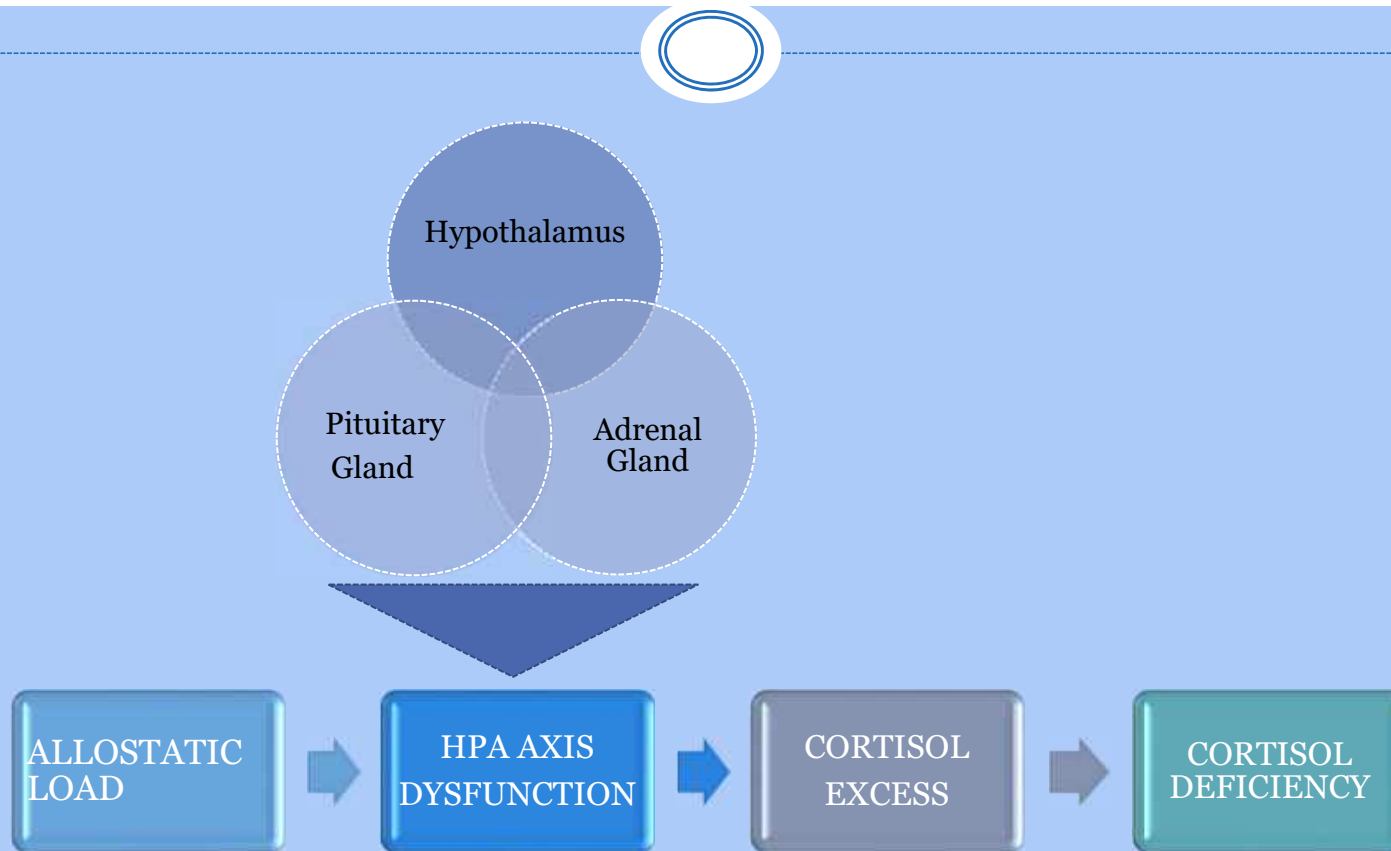 Hypothalamus
Pituitary
Gland
Adrenal
Gland
ALLOSTATIC
LOAD
HPA AXIS
DYSFUNCTION
CORTISOL
EXCESS
CORTISOL
DEFICIENCY